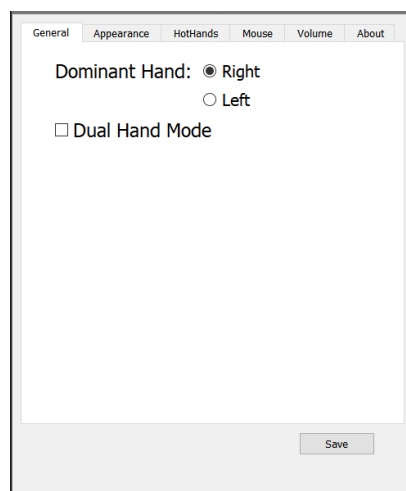 General Appearance HotHands Mouse Volume About
Dominant Hand: Right
Left
Dual Hand Mode
Save